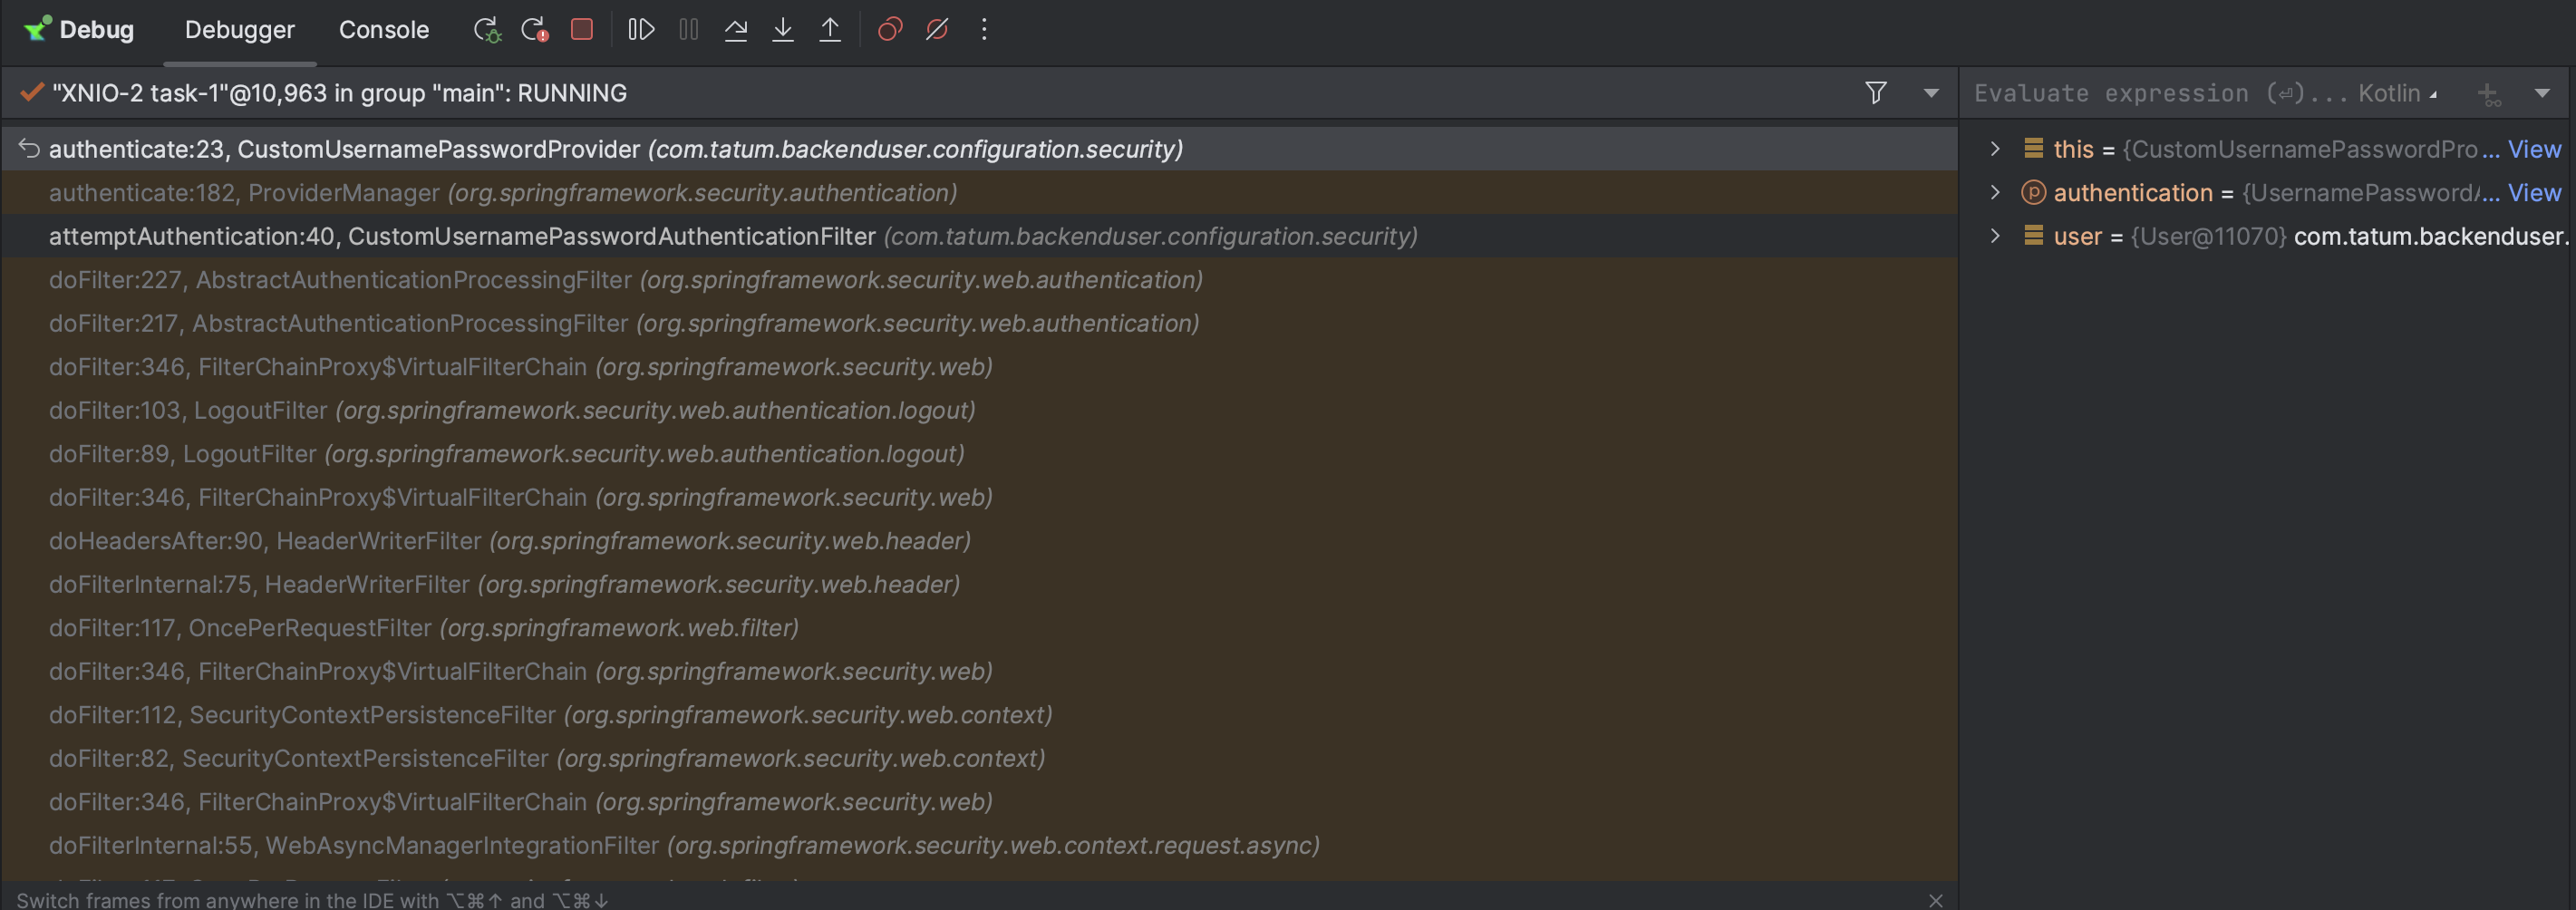 Debug Debugger Console
"XNIO-2 task-1"@10,963 in group "main": RUNNING
Evaluate expression (⏎)... Kotlin
authenticate:23, CustomUsernamePasswordProvider (com.tatum.backenduser.configuration.security)
authenticate:182, ProviderManager (org.springframework.security.authentication)
attemptAuthentication:40, CustomUsernamePasswordAuthenticationFilter (com.tatum.backenduser.configuration.security)
doFilter:227, AbstractAuthenticationProcessingFilter (org.springframework.security.web.authentication)
doFilter:217, AbstractAuthenticationProcessingFilter (org.springframework.security.web.authentication)
doFilter:346, FilterChainProxy$VirtualFilterChain (org.springframework.security.web)
doFilter:103, LogoutFilter (org.springframework.security.web.authentication.logout)
doFilter:89, LogoutFilter (org.springframework.security.web.authentication.logout)
doFilter:346, FilterChainProxy$VirtualFilterChain (org.springframework.security.web)
doHeadersAfter:90, HeaderWriterFilter (org.springframework.security.web.header)
doFilterInternal:75, HeaderWriterFilter (org.springframework.security.web.header)
doFilter:117, OncePerRequestFilter (org.springframework.web.filter)
doFilter:346, FilterChainProxy$VirtualFilterChain (org.springframework.security.web)
doFilter:112, SecurityContextPersistenceFilter (org.springframework.security.web.context)
doFilter:82, SecurityContextPersistenceFilter (org.springframework.security.web.context)
doFilter:346, FilterChainProxy$VirtualFilterChain (org.springframework.security.web)
doFilterInternal:55, WebAsyncManagerIntegrationFilter (org.springframework.security.web.context.request.async)
Switch frames from anywhere in the IDE with ⌥⌘↑ and ⌥⌘↓
this = {CustomUsernamePasswordPro... View
authentication = {UsernamePasswordA... View
user = {User@11070} com.tatum.backenduser.